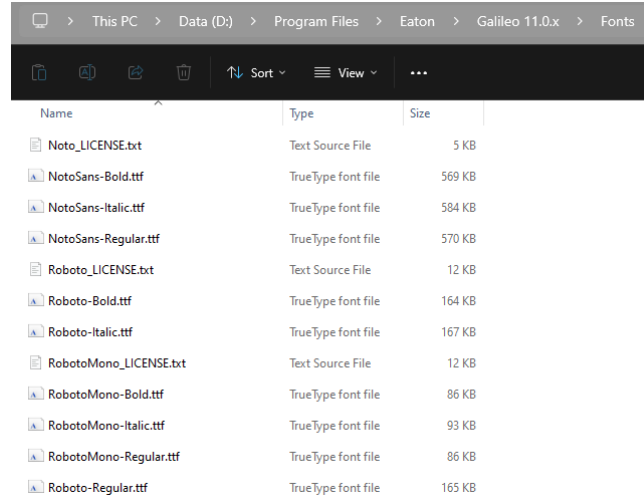 This PC > Data (D:) > Program Files > Eaton > Galileo 11.0.x > Fonts
Sort View
Name Type Size
Noto_LICENSE.txt Text Source File 5 KB
NotoSans-Bold.ttf TrueType font file 569 KB
NotoSans-Italic.ttf TrueType font file 584 KB
NotoSans-Regular.ttf TrueType font file 570 KB
Roboto_LICENSE.txt Text Source File 12 KB
Roboto-Bold.ttf TrueType font file 164 KB
Roboto-Italic.ttf TrueType font file 167 KB
RobotoMono_LICENSE.txt Text Source File 12 KB
RobotoMono-Bold.ttf TrueType font file 86 KB
RobotoMono-Italic.ttf TrueType font file 93 KB
RobotoMono-Regular.ttf TrueType font file 86 KB
Roboto-Regular.ttf TrueType font file 165 KB